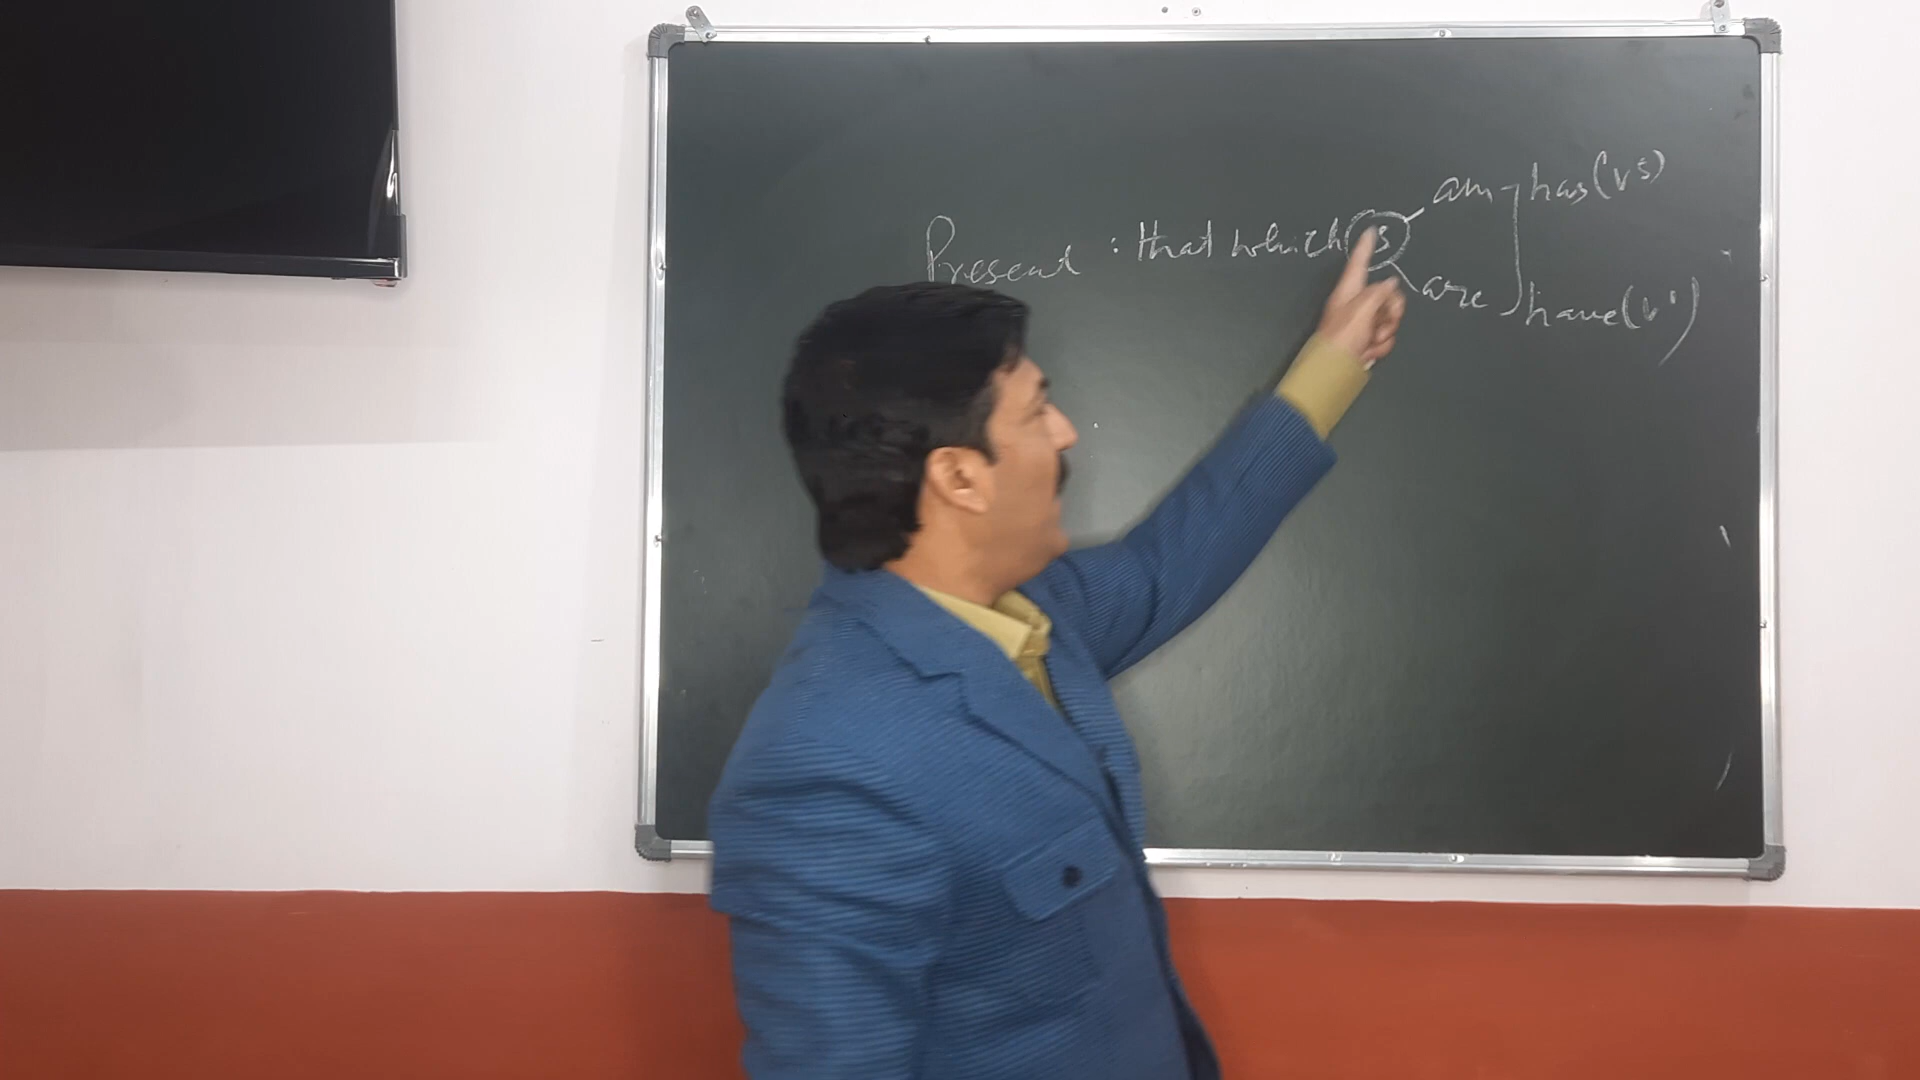 Present : that which is
am
are
has(v⁵)
have(v¹)